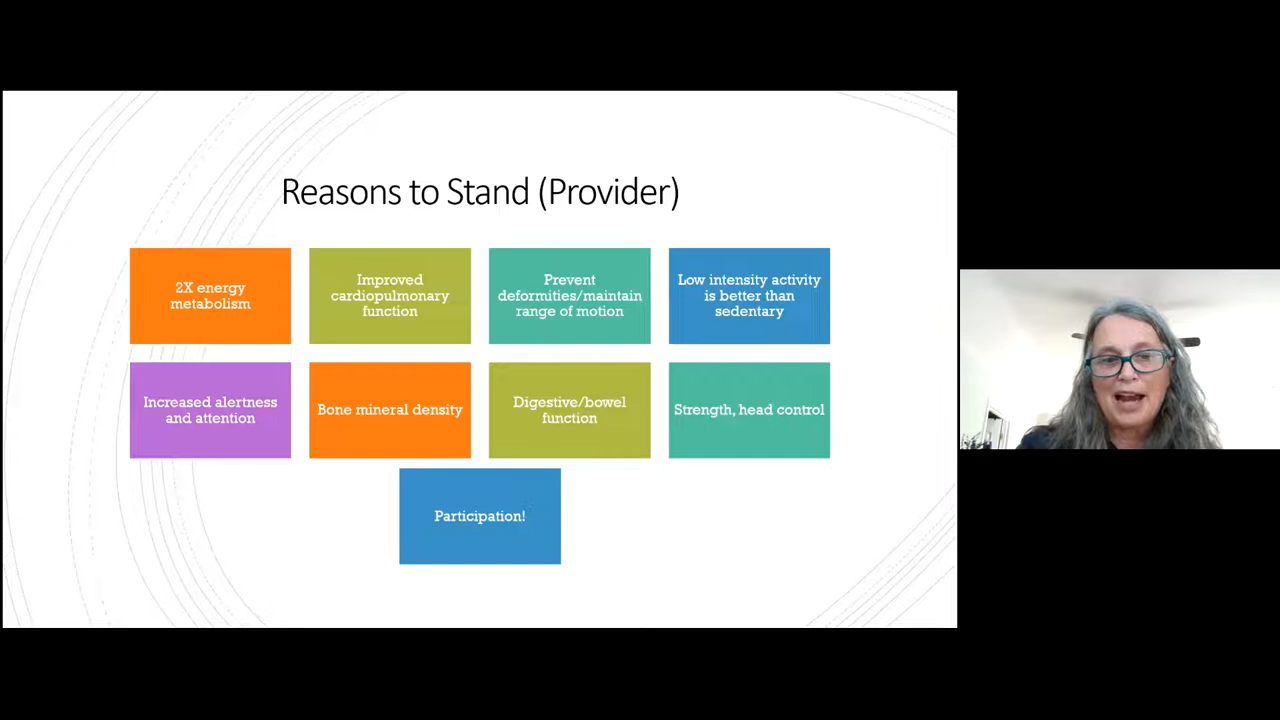 Reasons to Stand (Provider)
2X energy
metabolism
Improved
cardiopulmonary
function
Prevent
deformities/maintain
range of motion
Low intensity activity
is better than
sedentary
Increased alertness
and attention
Bone mineral density
Digestive/bowel
function
Strength, head control
Participation!